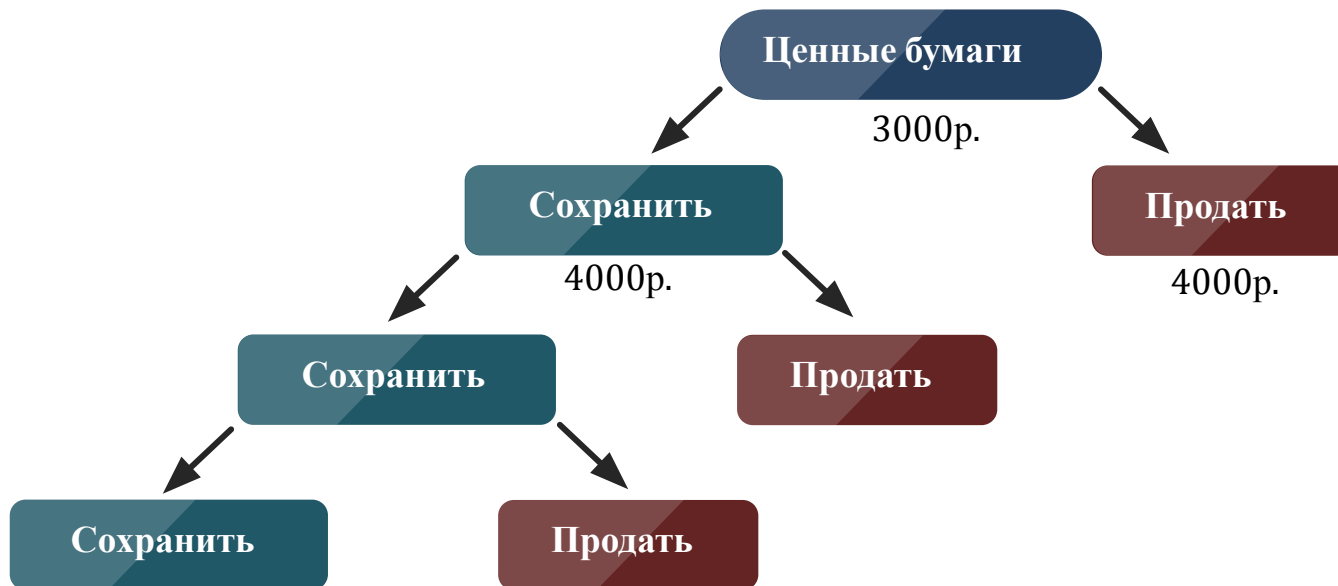 Ценные бумаги
3000р.
Сохранить
Продать
4000р.
4000р.
Сохранить
Продать
Сохранить
Продать